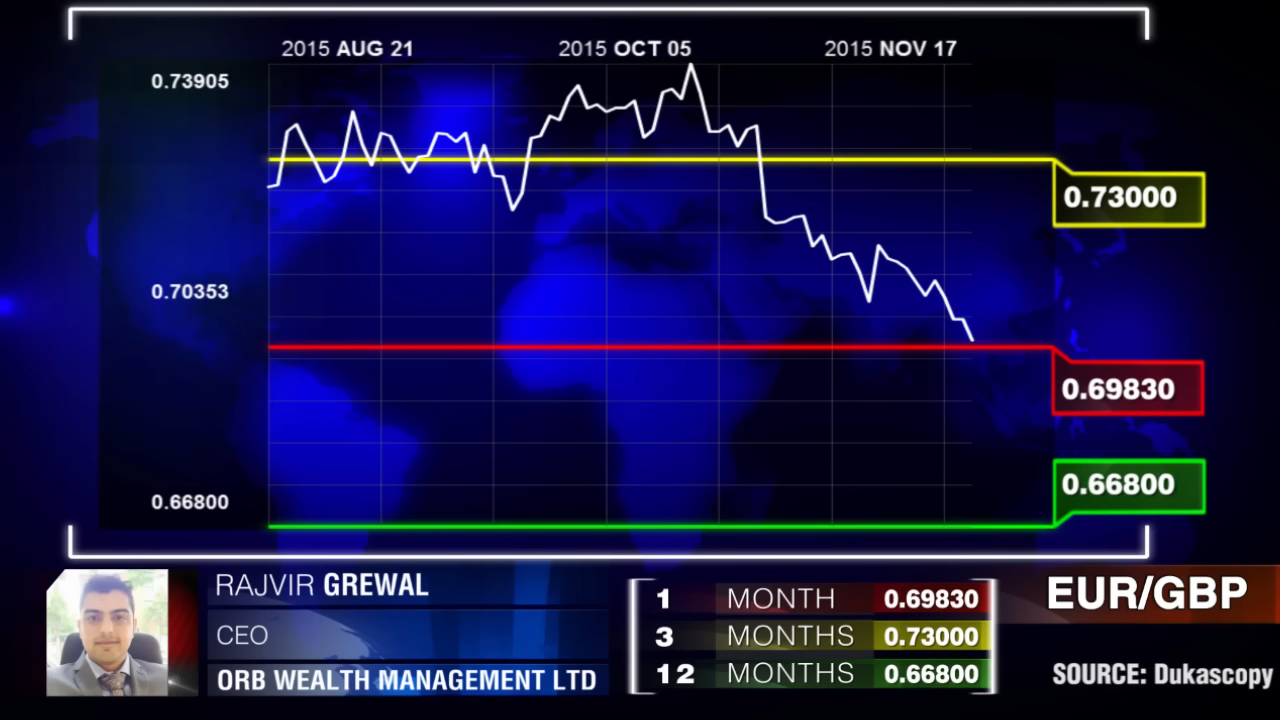 2015 AUG 21 2015 OCT 05 2015 NOV 17
0.73905
0.73000
0.70353
0.69830
0.66800
0.66800
RAJVIR GREWAL
CEO
ORB WEALTH MANAGEMENT LTD
1 MONTH 0.69830
3 MONTHS 0.73000
12 MONTHS 0.66800
EUR/GBP
SOURCE: Dukascopy